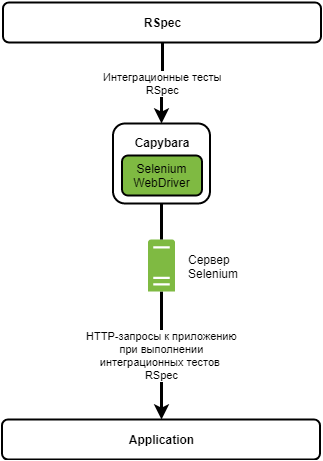 RSpec
Интеграционные тесты
RSpec
Capybara
Selenium
WebDriver
Сервер
Selenium
HTTP-запросы к приложению
при выполнении
интеграционных тестов
RSpec
Application